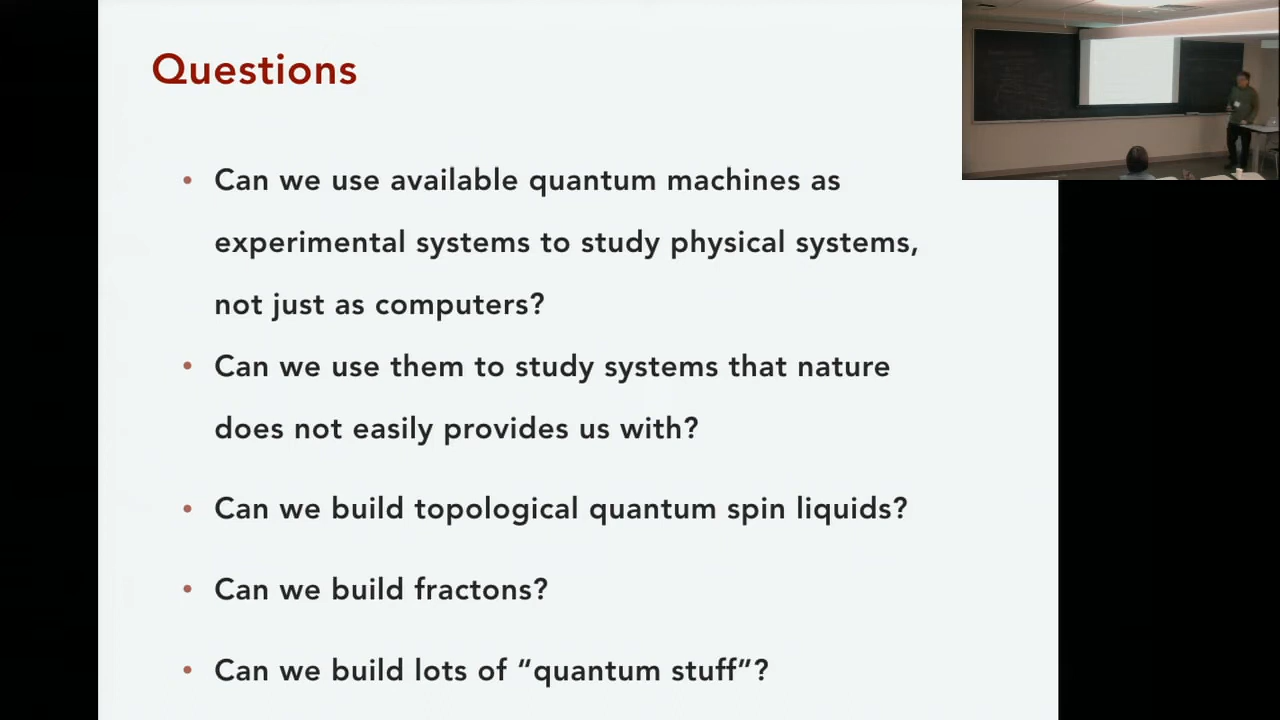 Questions
• Can we use available quantum machines as
experimental systems to study physical systems,
not just as computers?
• Can we use them to study systems that nature
does not easily provides us with?
• Can we build topological quantum spin liquids?
• Can we build fractons?
• Can we build lots of “quantum stuff”?